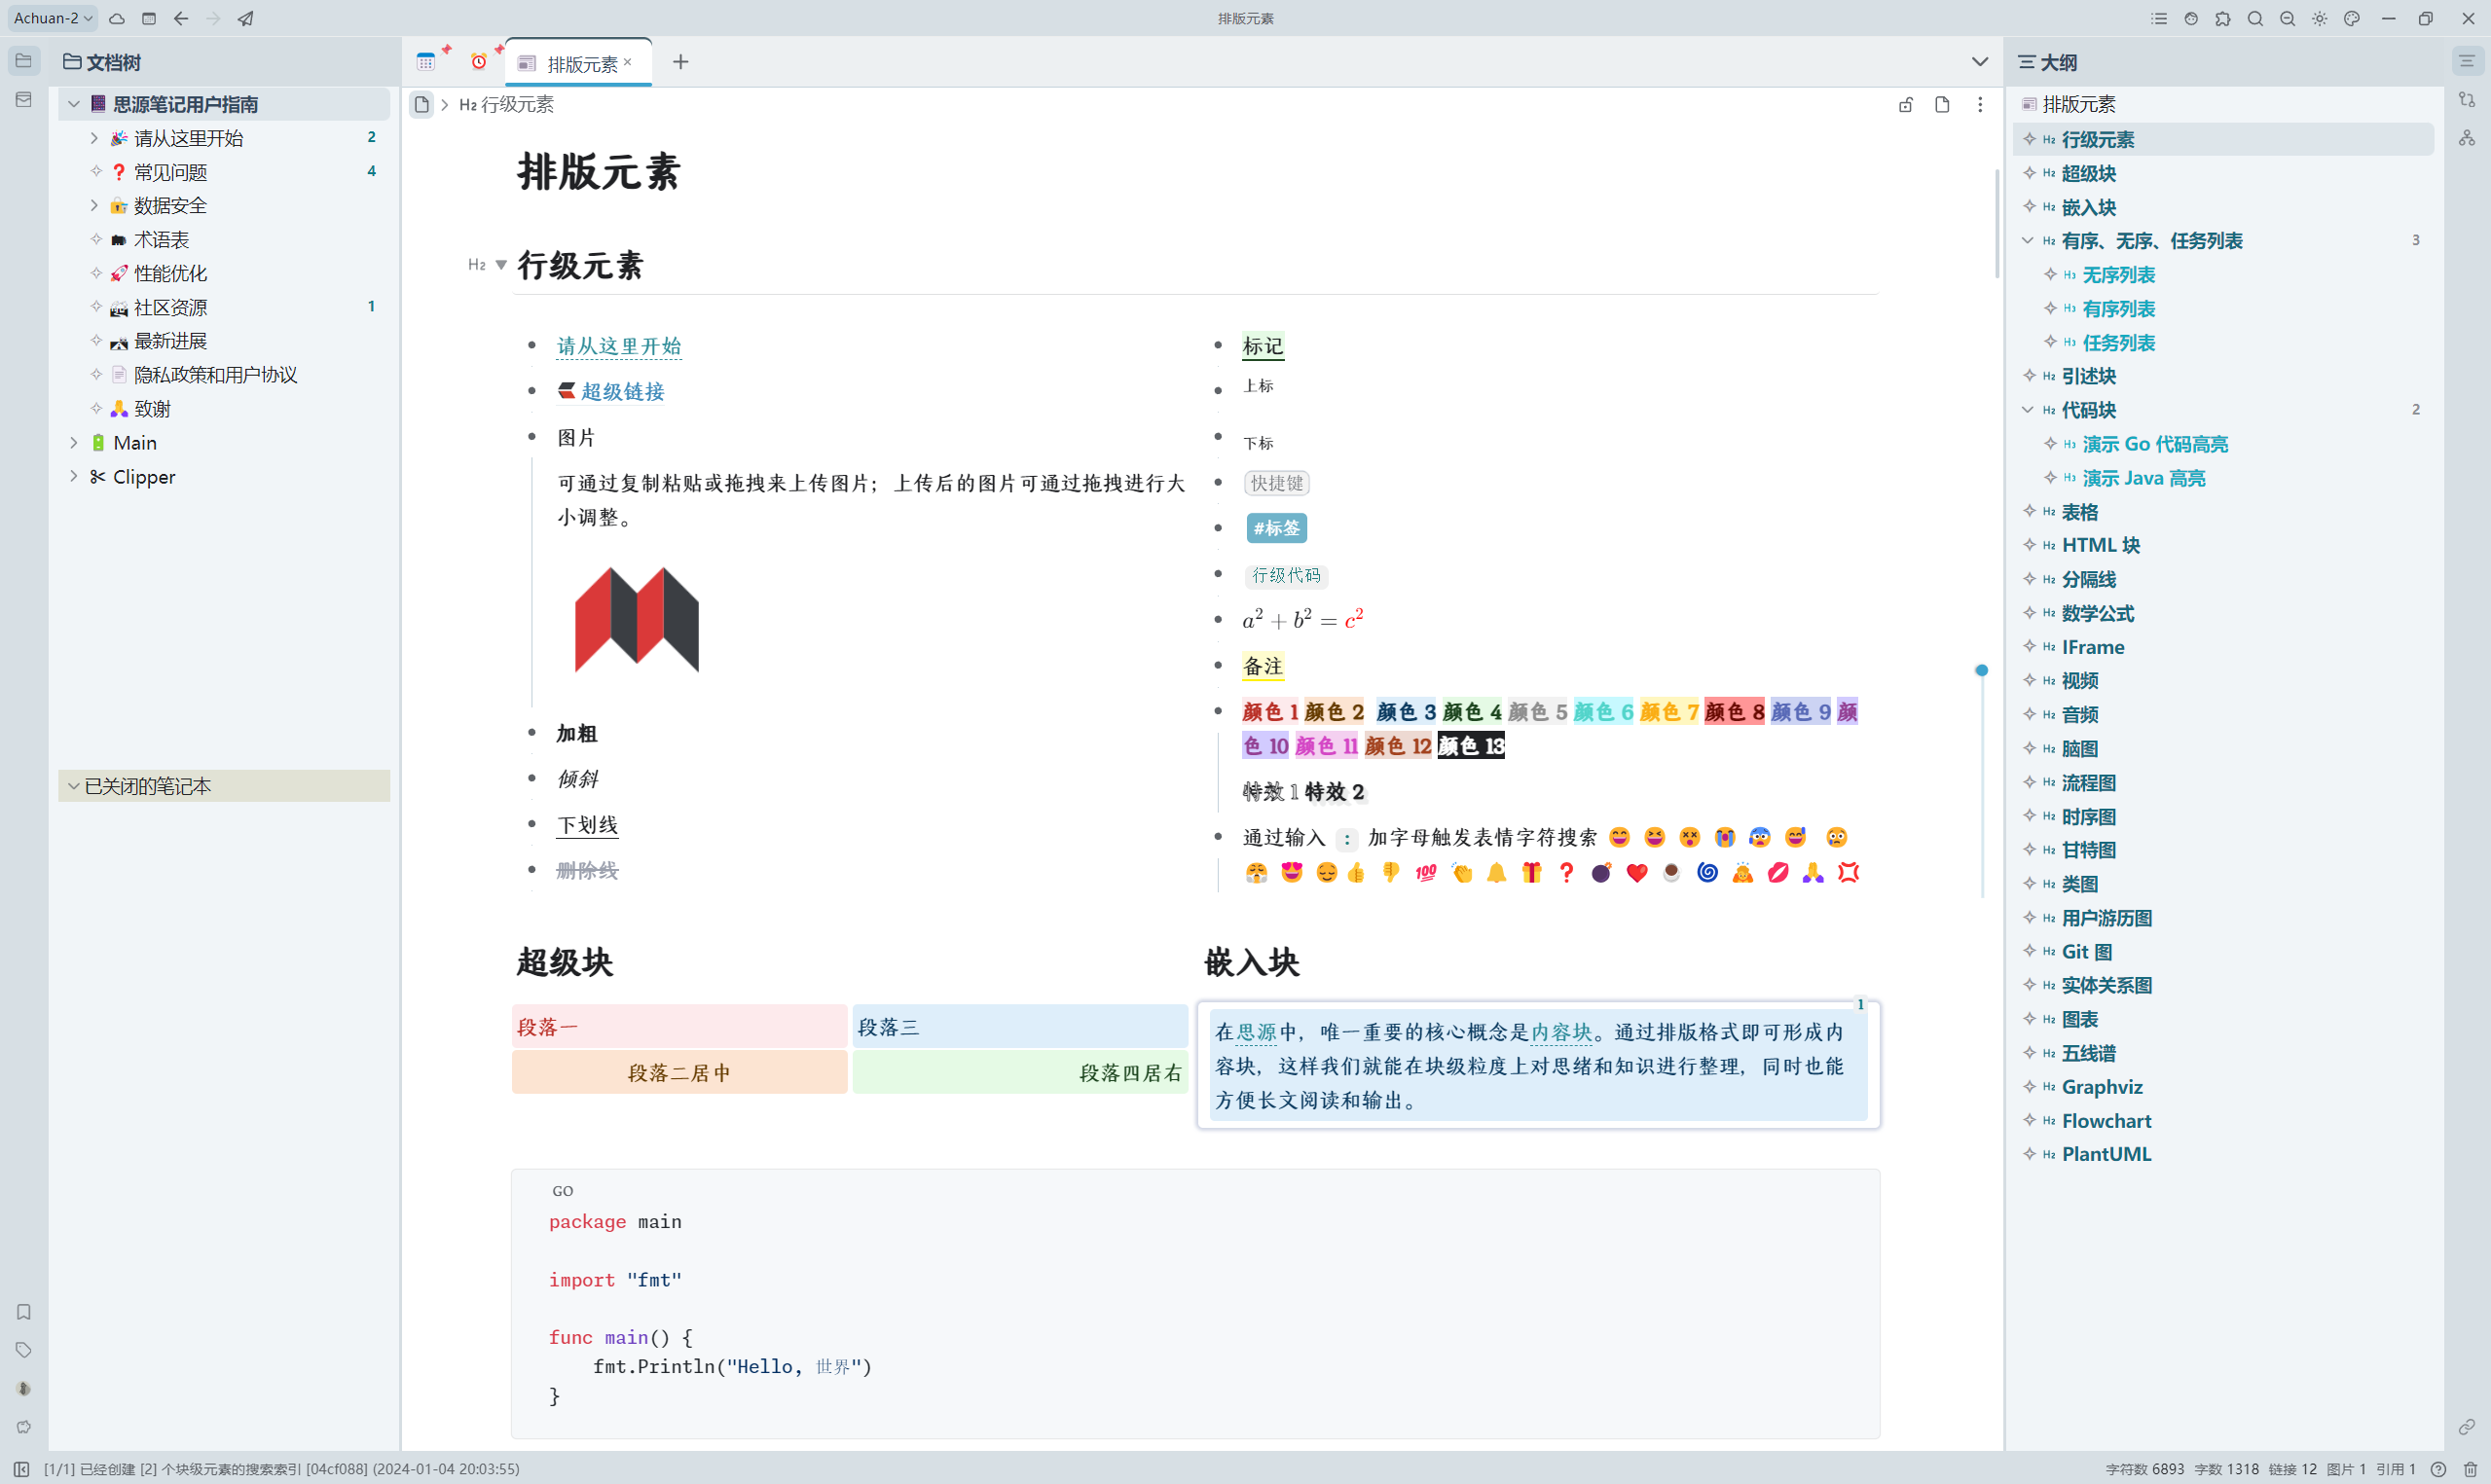 Achuan-2
排版元素
文档树
思源笔记用户指南
请从这里开始 2
常见问题 4
数据安全
术语表
性能优化
社区资源 1
最新进展
隐私政策和用户协议
致谢
Main
Clipper
已关闭的笔记本
排版元素
H2 行级元素
排版元素
H2 行级元素
请从这里开始
超级链接
图片
可通过复制粘贴或拖拽来上传图片；上传后的图片可通过拖拽进行大
小调整。
加粗
倾斜
下划线
删除线
标记
上标
下标
快捷键
#标签
行级代码
a² + b² = c²
备注
颜色 1 颜色 2 颜色 3 颜色 4 颜色 5 颜色 6 颜色 7 颜色 8 颜色 9 颜
色 10 颜色 11 颜色 12 颜色 13
特效 1 特效 2
通过输入 : 加字母触发表情字符搜索 😄 😆 😵 😭 😰 😅 😢
😤 😍 😌 👍 👎 💯 👏 🔔 🎁 ❓ 💣 ❤️ ☕ 🌀 🙇 💋 🙏 💢
超级块
段落一
段落三
段落二居中
段落四居右
嵌入块
1
在思源中，唯一重要的核心概念是内容块。通过排版格式即可形成内
容块，这样我们就能在块级粒度上对思绪和知识进行整理，同时也能
方便长文阅读和输出。
GO
package main
import "fmt"
func main() {
    fmt.Println("Hello, 世界")
}
大纲
排版元素
H2 行级元素
H2 超级块
H2 嵌入块
H2 有序、无序、任务列表 3
H3 无序列表
H3 有序列表
H3 任务列表
H2 引述块
H2 代码块 2
H3 演示 Go 代码高亮
H3 演示 Java 高亮
H2 表格
H2 HTML 块
H2 分隔线
H2 数学公式
H2 IFrame
H2 视频
H2 音频
H2 脑图
H2 流程图
H2 时序图
H2 甘特图
H2 类图
H2 用户游历图
H2 Git 图
H2 实体关系图
H2 图表
H2 五线谱
H2 Graphviz
H2 Flowchart
H2 PlantUML
[1/1] 已经创建 [2] 个块级元素的搜索索引 [04cf088] (2024-01-04 20:03:55)
字符数 6893 字数 1318 链接 12 图片 1 引用 1